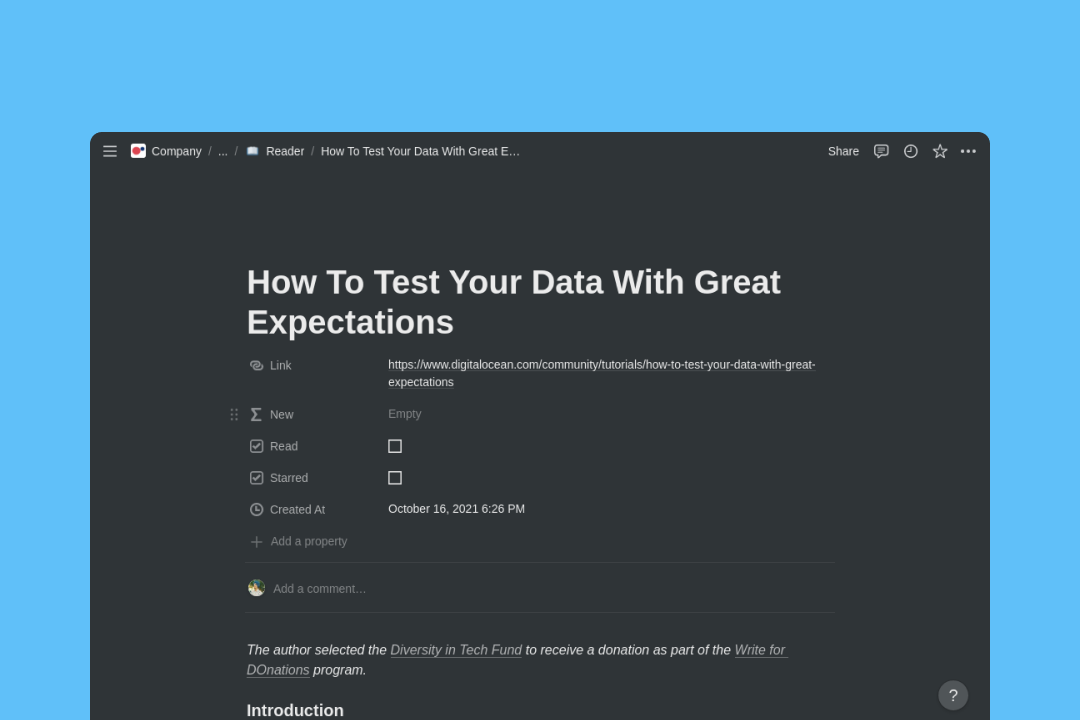 Company / ... / Reader / How To Test Your Data With Great E…
Share
How To Test Your Data With Great
Expectations
Link
https://www.digitalocean.com/community/tutorials/how-to-test-your-data-with-great-
expectations
New
Empty
Read
Starred
Created At
October 16, 2021 6:26 PM
Add a property
Add a comment…
The author selected the Diversity in Tech Fund to receive a donation as part of the Write for
DOnations program.
Introduction
?